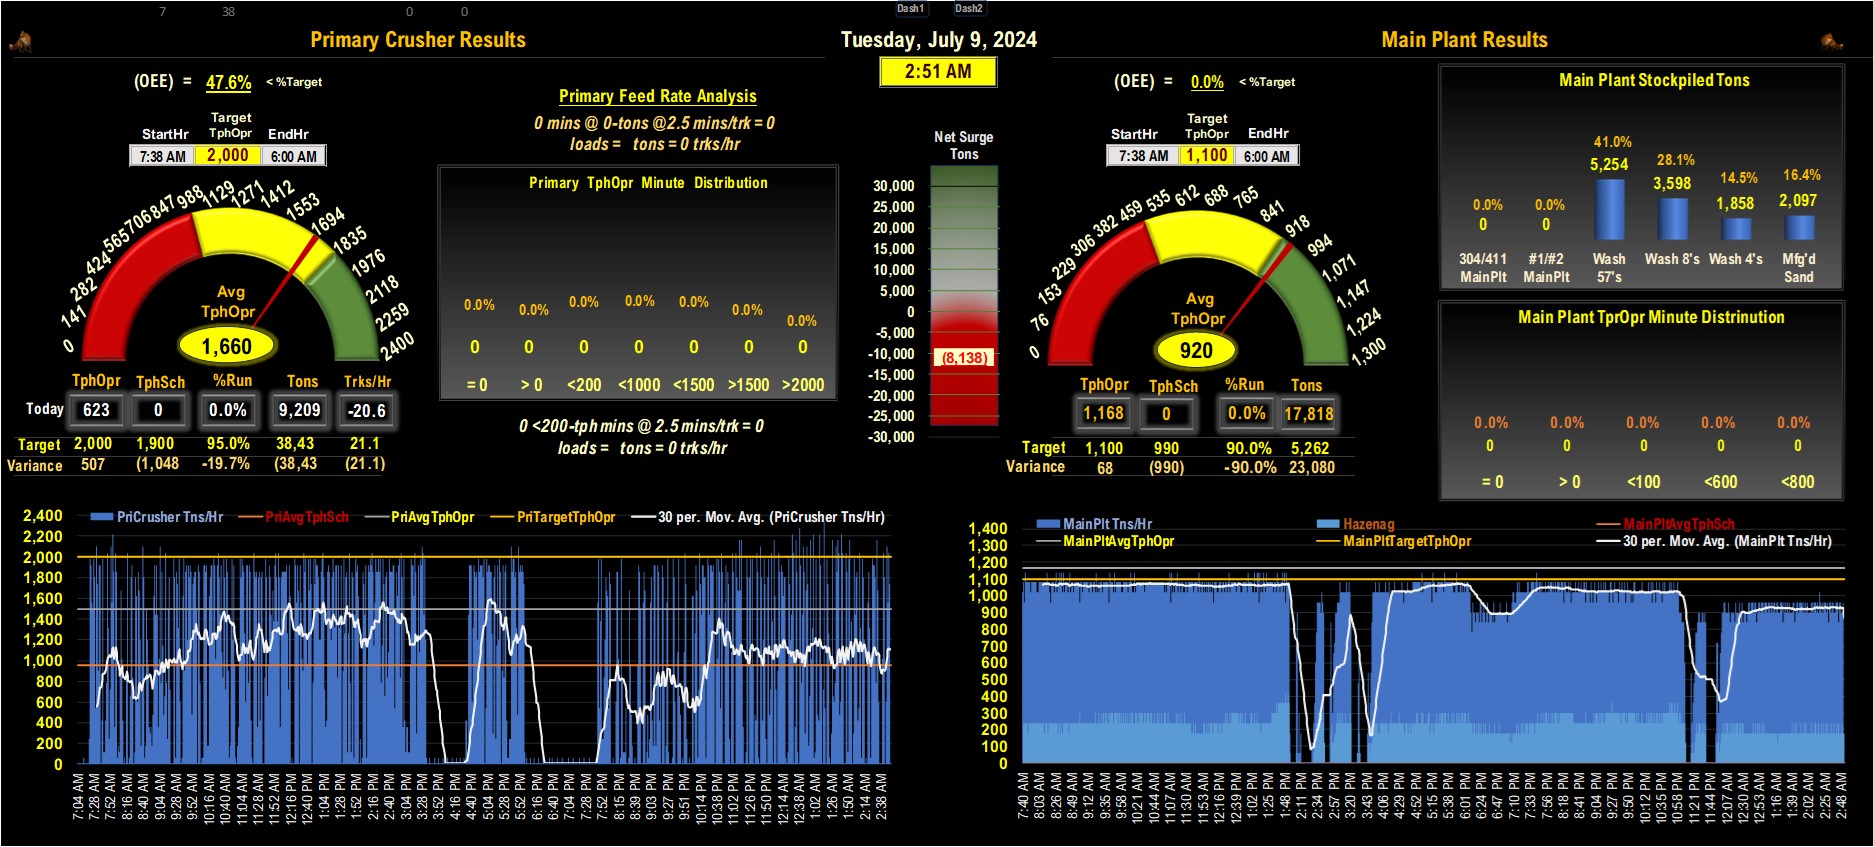 7 38 0 0 Dash1 Dash2
Primary Crusher Results
Tuesday, July 9, 2024
Main Plant Results
2:51 AM
(OEE) = 47.6% < %Target
Target
StartHr TphOpr EndHr
7:38 AM 2,000 6:00 AM
0 141 282 424 565 706 847 988 1129 1271 1412 1553 1694 1835 1976 2118 2259 2400
Avg
TphOpr
1,660
TphOpr TphSch %Run Tons Trks/Hr
Today 623 0 0.0% 9,209 -20.6
Target 2,000 1,900 95.0% 38,43 21.1
Variance 507 (1,048 -19.7% (38,43 (21.1)
Primary Feed Rate Analysis
0 mins @ 0-tons @2.5 mins/trk = 0
loads = tons = 0 trks/hr
Primary TphOpr Minute Distribution
0.0% 0.0% 0.0% 0.0% 0.0% 0.0% 0.0%
0 0 0 0 0 0 0
= 0 > 0 <200 <1000 <1500 >1500 >2000
0 <200-tph mins @ 2.5 mins/trk = 0
loads = tons = 0 trks/hr
Net Surge
Tons
30,000
25,000
20,000
15,000
10,000
5,000
0
-5,000
-10,000
(8,138)
-15,000
-20,000
-25,000
-30,000
(OEE) = 0.0% < %Target
Target
StartHr TphOpr EndHr
7:38 AM 1,100 6:00 AM
0 76 153 229 306 382 459 535 612 688 765 841 918 994 1,071 1,147 1,224 1,300
Avg
TphOpr
920
TphOpr TphSch %Run Tons
1,168 0 0.0% 17,818
Target 1,100 990 90.0% 5,262
Variance 68 (990) -90.0% 23,080
Main Plant Stockpiled Tons
0.0% 0.0% 41.0% 28.1% 14.5% 16.4%
0 0 5,254 3,598 1,858 2,097
304/411 #1/#2 Wash Wash 8's Wash 4's Mfg'd
MainPlt MainPlt 57's Sand
Main Plant TprOpr Minute Distrinution
0.0% 0.0% 0.0% 0.0% 0.0%
0 0 0 0 0
= 0 > 0 <100 <600 <800
PriCrusher Tns/Hr PriAvgTphSch PriAvgTphOpr PriTargetTphOpr 30 per. Mov. Avg. (PriCrusher Tns/Hr)
2,400
2,200
2,000
1,800
1,600
1,400
1,200
1,000
800
600
400
200
0
7:04 AM 7:28 AM 7:52 AM 8:16 AM 8:40 AM 9:04 AM 9:28 AM 9:52 AM 10:16 AM 10:40 AM 11:04 AM 11:28 AM 11:52 AM 12:16 PM 12:40 PM 1:04 PM 1:28 PM 1:52 PM 2:16 PM 2:40 PM 3:04 PM 3:28 PM 3:52 PM 4:16 PM 4:40 PM 5:04 PM 5:28 PM 5:52 PM 6:16 PM 6:40 PM 7:04 PM 7:28 PM 7:52 PM 8:15 PM 8:39 PM 9:03 PM 9:27 PM 9:51 PM 10:14 PM 10:38 PM 11:02 PM 11:26 PM 11:50 PM 12:14 AM 12:38 AM 1:02 AM 1:26 AM 1:50 AM 2:14 AM 2:38 AM
MainPlt Tns/Hr Hazenag MainPltAvgTphSch
MainPltAvgTphOpr MainPltTargetTphOpr 30 per. Mov. Avg. (MainPlt Tns/Hr)
1,400
1,300
1,200
1,100
1,000
900
800
700
600
500
400
300
200
100
0
7:40 AM 8:03 AM 8:26 AM 8:49 AM 9:12 AM 9:35 AM 9:58 AM 10:21 AM 10:44 AM 11:07 AM 11:30 AM 11:53 AM 12:16 PM 12:39 PM 1:02 PM 1:25 PM 1:48 PM 2:11 PM 2:34 PM 2:57 PM 3:20 PM 3:43 PM 4:06 PM 4:29 PM 4:52 PM 5:15 PM 5:38 PM 6:01 PM 6:24 PM 6:47 PM 7:10 PM 7:33 PM 7:56 PM 8:18 PM 8:41 PM 9:04 PM 9:27 PM 9:50 PM 10:12 PM 10:35 PM 10:58 PM 11:21 PM 11:44 PM 12:07 AM 12:30 AM 12:53 AM 1:16 AM 1:39 AM 2:02 AM 2:25 AM 2:48 AM